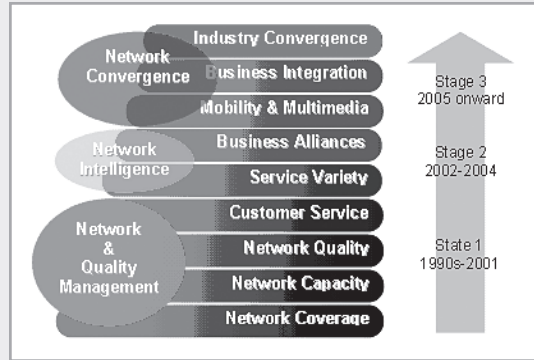 Industry Convergence
Network
Convergence
Business Integration
Mobility & Multimedia
Stage 3
2005 onward
Business Alliances
Network
Intelligence
Service Variety
Stage 2
2002-2004
Customer Service
Network
&
Quality
Management
Network Quality
State 1
1990s-2001
Network Capacity
Network Coverage